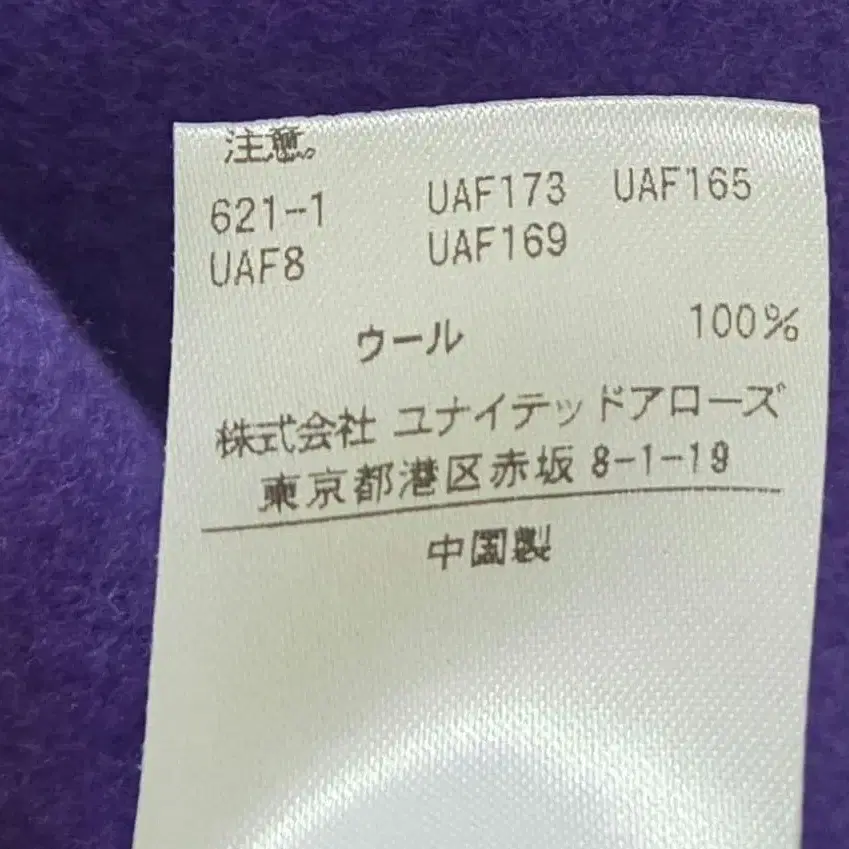 注意。
621-1 UAF173 UAF165
UAF8 UAF169
ウール 100%
株式会社 ユナイテッドアローズ
東京都港区赤坂 8-1-19
中国製